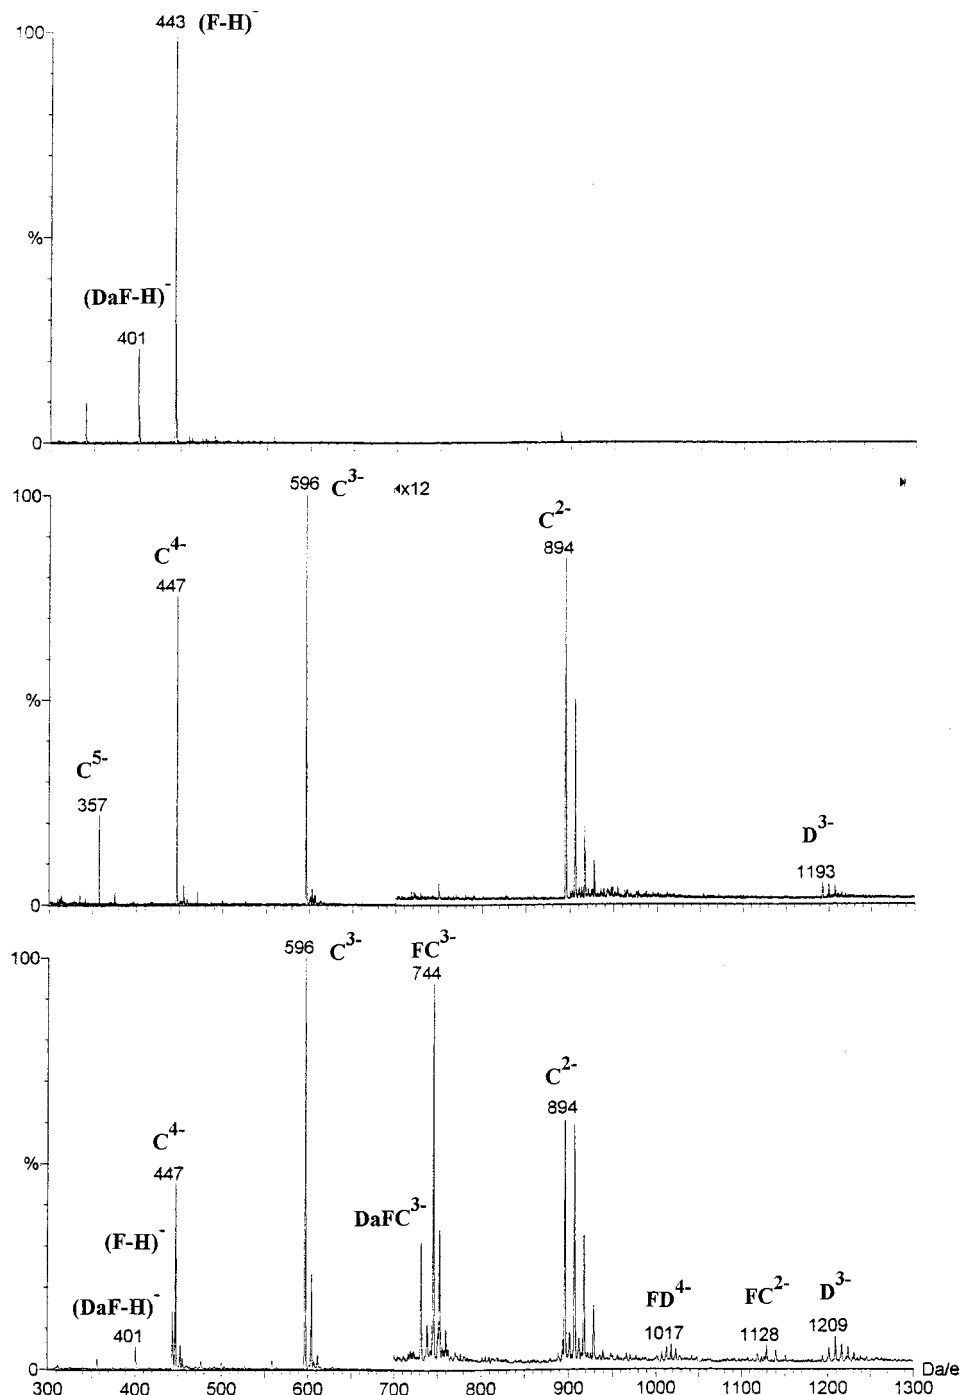 443 (F-H)-
100
%
(DaF-H)-
401
0
100
596 C3-
x12
C2-
894
C4-
447
%
C5-
357
D3-
1193
0
100
596 C3-
FC3-
744
C2-
894
C4-
447
%
DaFC3-
(F-H)-
(DaF-H)-
401
FD4-
1017
FC2-
1128
D3-
1209
0
300 400 500 600 700 800 900 1000 1100 1200 1300 Da/e